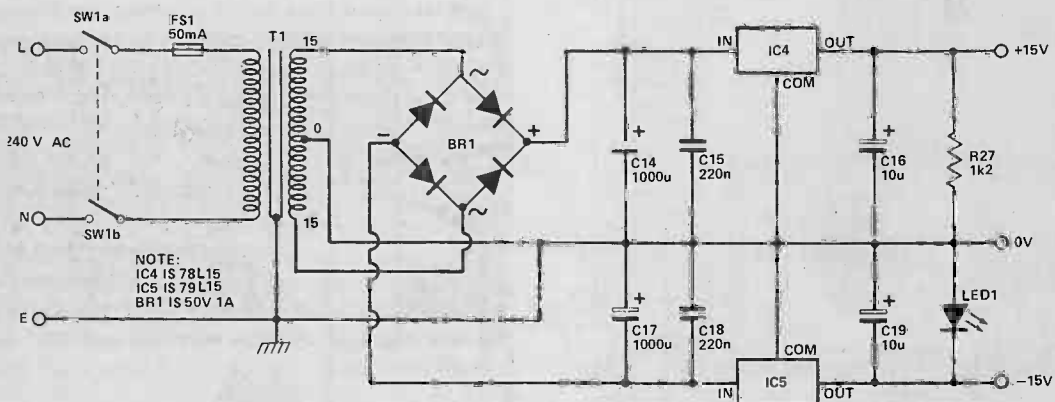 SW1a
FS1
50mA
T1
15
L
IN
IC4
OUT
+15V
COM
~
0
240 V AC
−
BR1
+
+
C14
1000u
C15
220n
+
C16
10u
R27
1k2
N
SW1b
15
~
0V
NOTE:
IC4 IS 78L15
IC5 IS 79L15
BR1 IS 50V 1A
E
+
C17
1000u
C18
220n
+
C19
10u
LED1
COM
IN
IC5
OUT
−15V